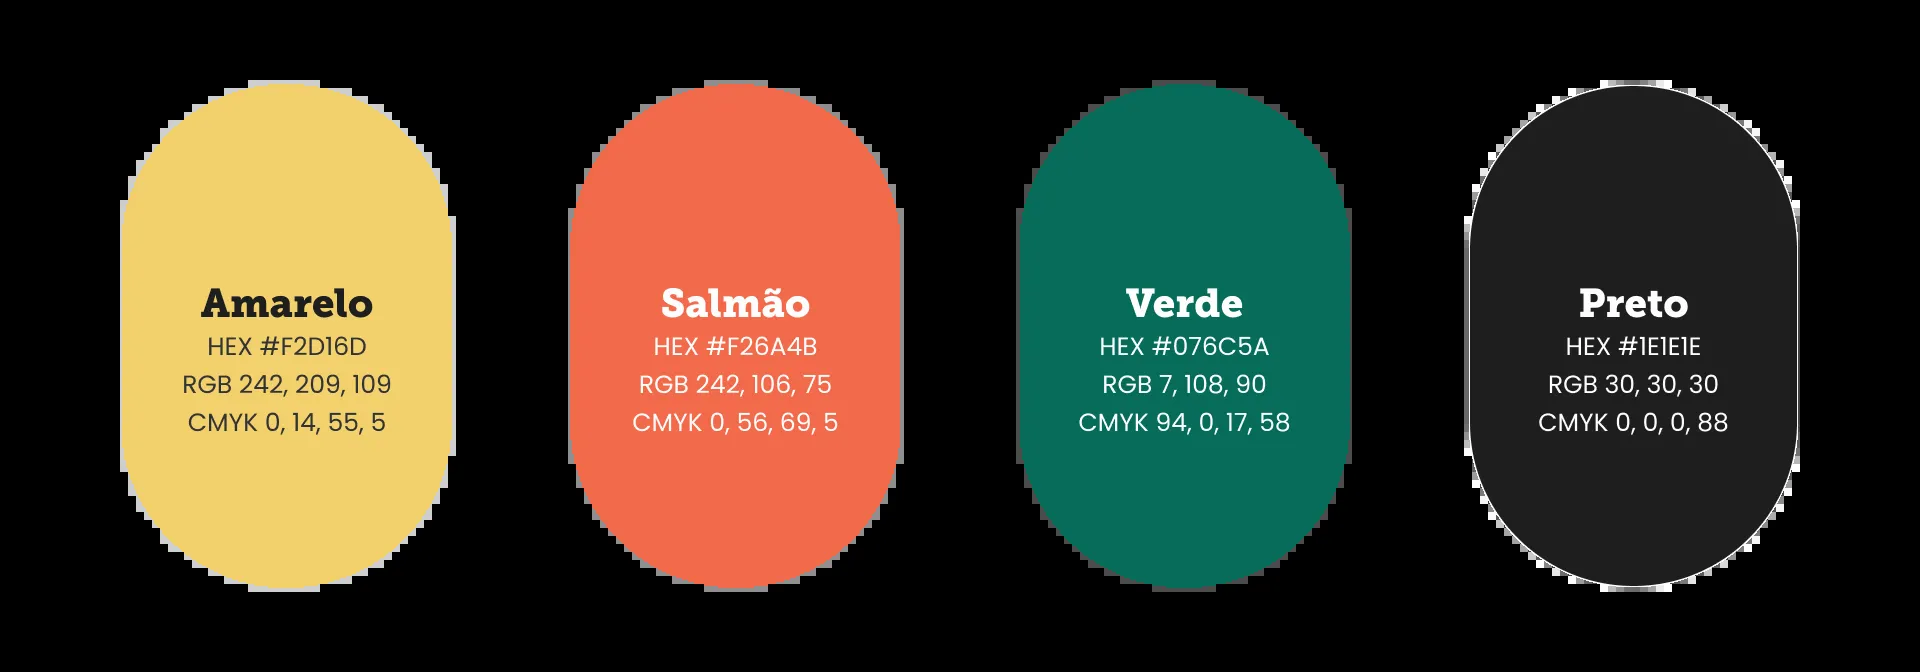 Amarelo
HEX #F2D16D
RGB 242, 209, 109
CMYK 0, 14, 55, 5
Salmão
HEX #F26A4B
RGB 242, 106, 75
CMYK 0, 56, 69, 5
Verde
HEX #076C5A
RGB 7, 108, 90
CMYK 94, 0, 17, 58
Preto
HEX #1E1E1E
RGB 30, 30, 30
CMYK 0, 0, 0, 88